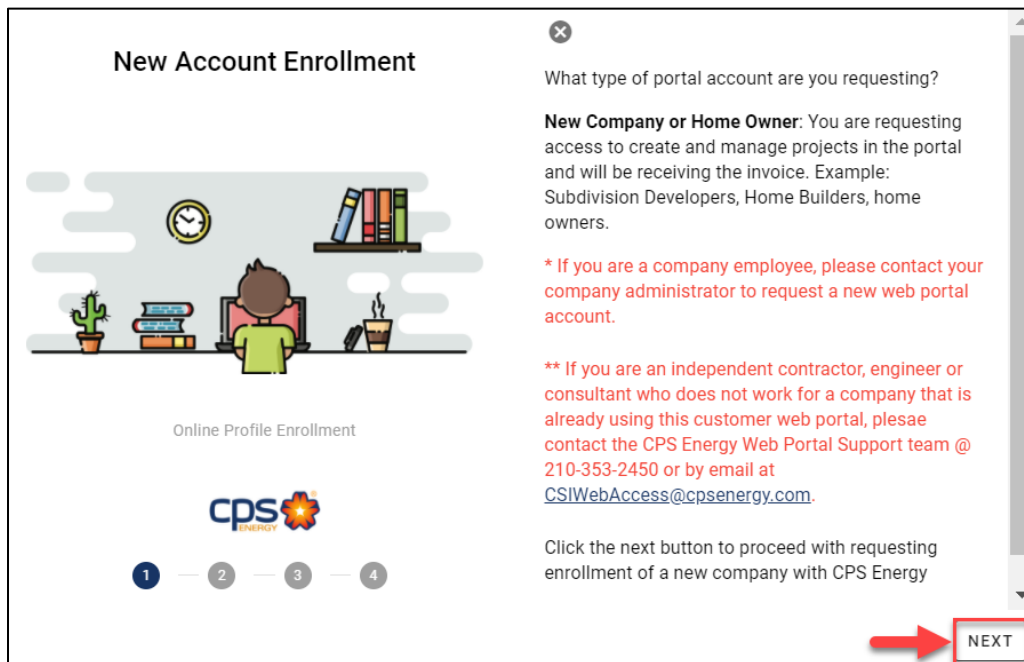 New Account Enrollment
Online Profile Enrollment
cps
ENERGY
1
2
3
4
What type of portal account are you requesting?
New Company or Home Owner: You are requesting
access to create and manage projects in the portal
and will be receiving the invoice. Example:
Subdivision Developers, Home Builders, home
owners.
* If you are a company employee, please contact your
company administrator to request a new web portal
account.
** If you are an independent contractor, engineer or
consultant who does not work for a company that is
already using this customer web portal, plesae
contact the CPS Energy Web Portal Support team @
210-353-2450 or by email at
CSIWebAccess@cpsenergy.com.
Click the next button to proceed with requesting
enrollment of a new company with CPS Energy
NEXT